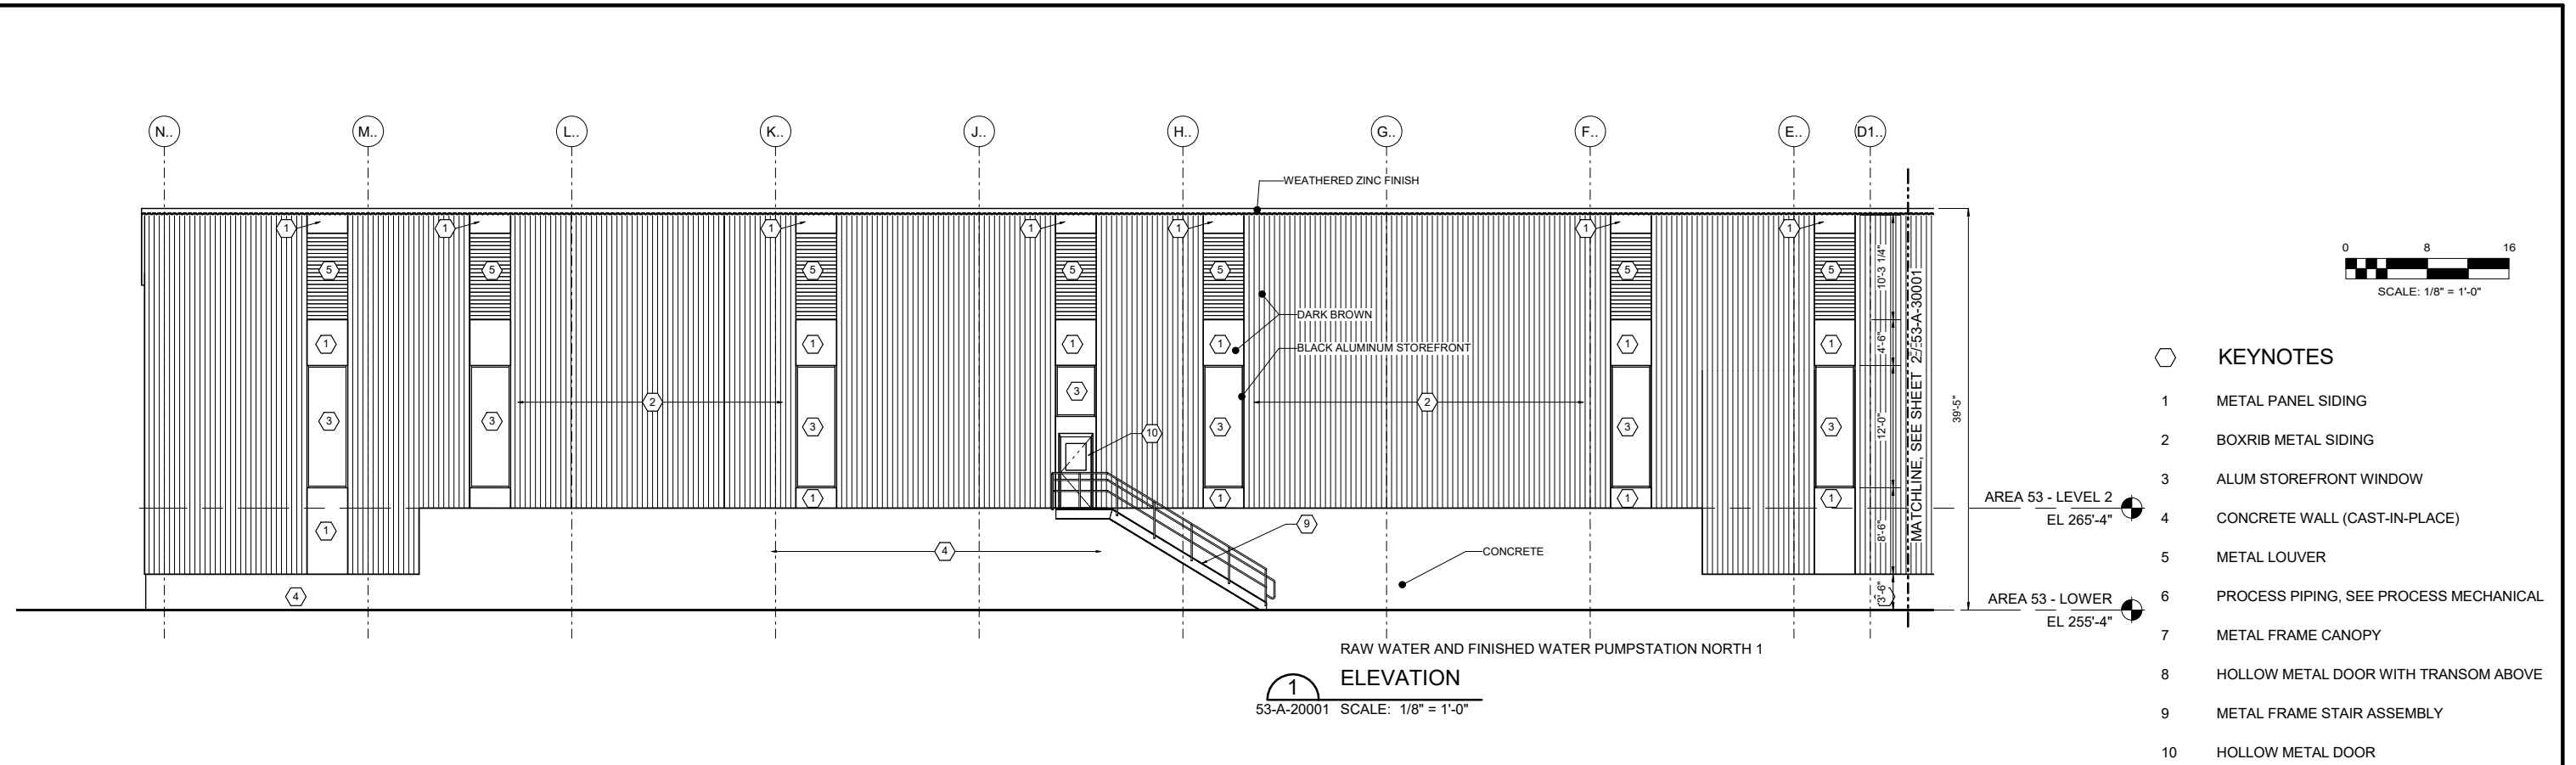 N.. M.. L.. K.. J.. H.. G.. F.. E.. D1..
WEATHERED ZINC FINISH
1 1 1 1 1 1 1
5 5 5 5 5 5 5
DARK BROWN
BLACK ALUMINUM STOREFRONT
1 1 1 1 1 1
3
2 2
3 3 3 3 3 3
10
1 1 1 1
1
9
4
CONCRETE
4
10'-3 1/4"
4'-6"
12'-0"
8'-6"
3'-6"
MATCHLINE, SEE SHEET 2 / 53-A-30001
39'-5"
AREA 53 - LEVEL 2
EL 265'-4"
AREA 53 - LOWER
EL 255'-4"
RAW WATER AND FINISHED WATER PUMPSTATION NORTH 1
1 ELEVATION
53-A-20001 SCALE: 1/8" = 1'-0"
0 8 16
SCALE: 1/8" = 1'-0"
KEYNOTES
1 METAL PANEL SIDING
2 BOXRIB METAL SIDING
3 ALUM STOREFRONT WINDOW
4 CONCRETE WALL (CAST-IN-PLACE)
5 METAL LOUVER
6 PROCESS PIPING, SEE PROCESS MECHANICAL
7 METAL FRAME CANOPY
8 HOLLOW METAL DOOR WITH TRANSOM ABOVE
9 METAL FRAME STAIR ASSEMBLY
10 HOLLOW METAL DOOR